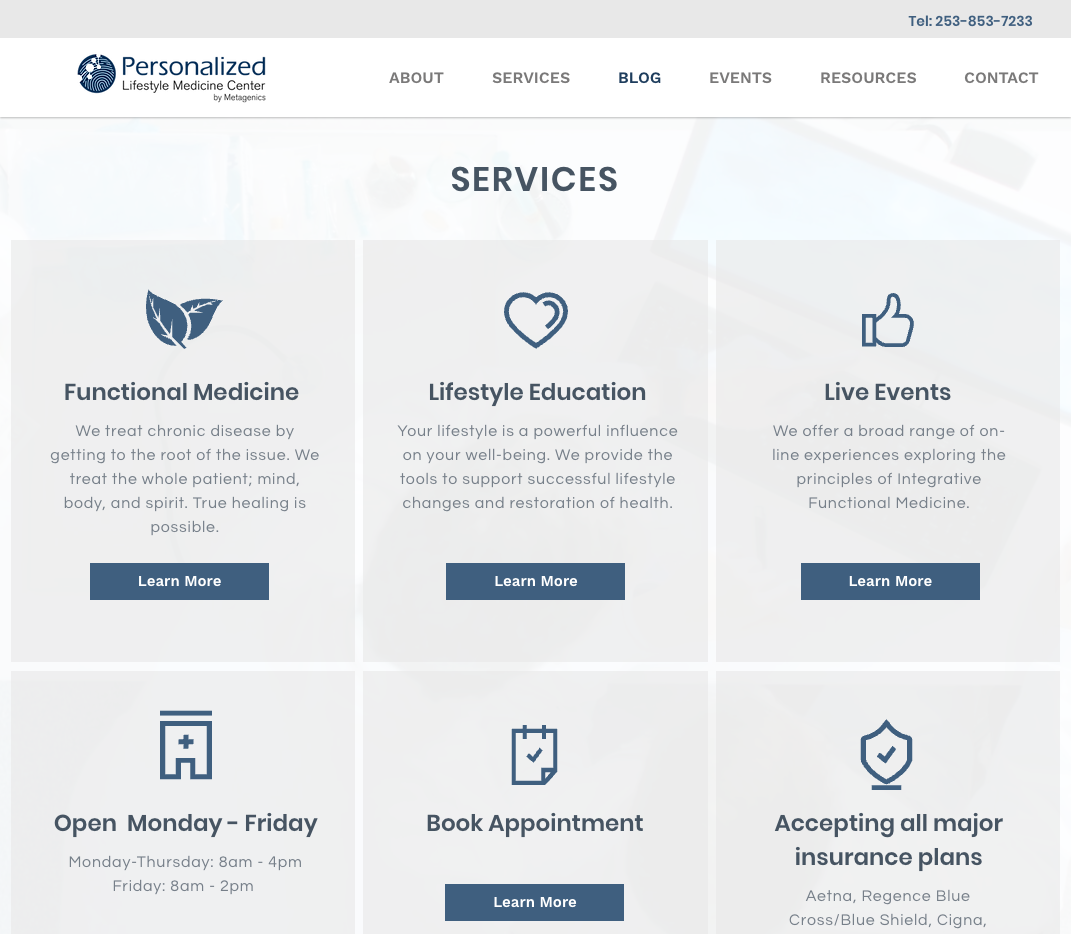 Tel: 253-853-7233
Personalized
Lifestyle Medicine Center
by Metagenics
ABOUT SERVICES BLOG EVENTS RESOURCES CONTACT
SERVICES
Functional Medicine
We treat chronic disease by
getting to the root of the issue. We
treat the whole patient; mind,
body, and spirit. True healing is
possible.
Learn More
Lifestyle Education
Your lifestyle is a powerful influence
on your well-being. We provide the
tools to support successful lifestyle
changes and restoration of health.
Learn More
Live Events
We offer a broad range of on-
line experiences exploring the
principles of Integrative
Functional Medicine.
Learn More
Open Monday - Friday
Monday-Thursday: 8am - 4pm
Friday: 8am - 2pm
Book Appointment
Learn More
Accepting all major
insurance plans
Aetna, Regence Blue
Cross/Blue Shield, Cigna,